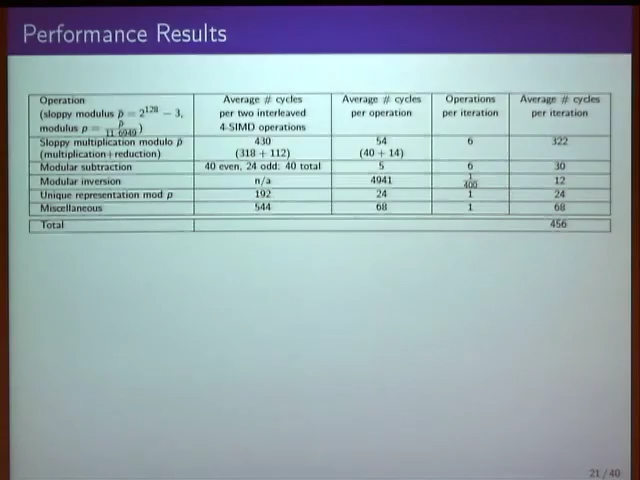 Performance Results
Operation
(sloppy modulus p̃ = 2^128 − 3,
modulus p = p̃/11·6949)
Average # cycles
per two interleaved
4-SIMD operations
Average # cycles
per operation
Operations
per iteration
Average # cycles
per iteration
Sloppy multiplication modulo p̃
(multiplication+reduction)
430
(318 + 112)
54
(40 + 14)
6
322
Modular subtraction
40 even, 24 odd: 40 total
5
6
30
Modular inversion
n/a
4941
1/400
12
Unique representation mod p
192
24
1
24
Miscellaneous
544
68
1
68
Total
456
21 / 40